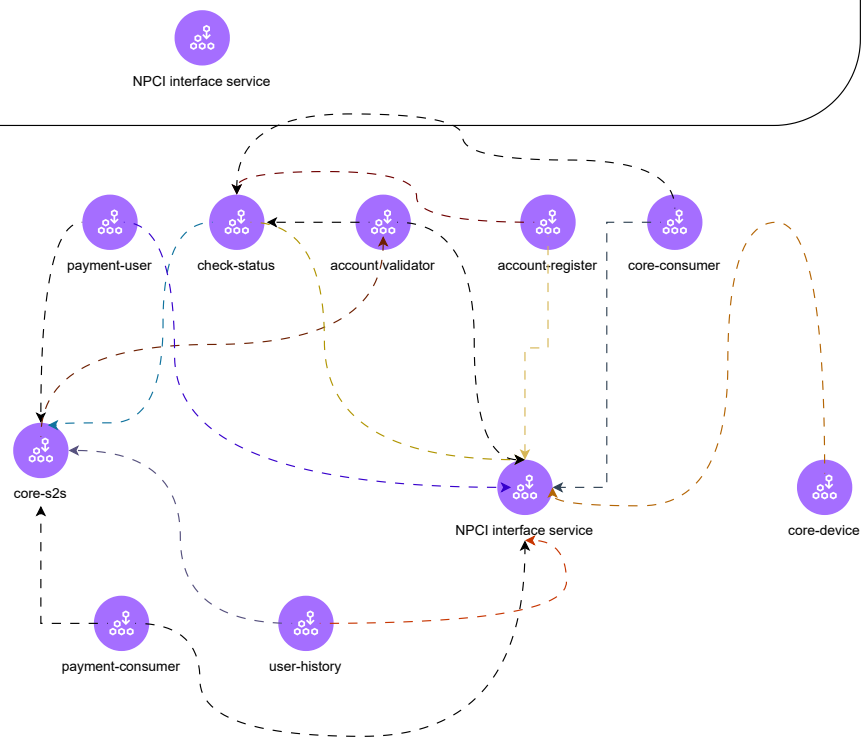 NPCI interface service
payment-user
check-status
account validator
account-register
core-consumer
core-s2s
NPCI interface service
core-device
payment-consumer
user-history